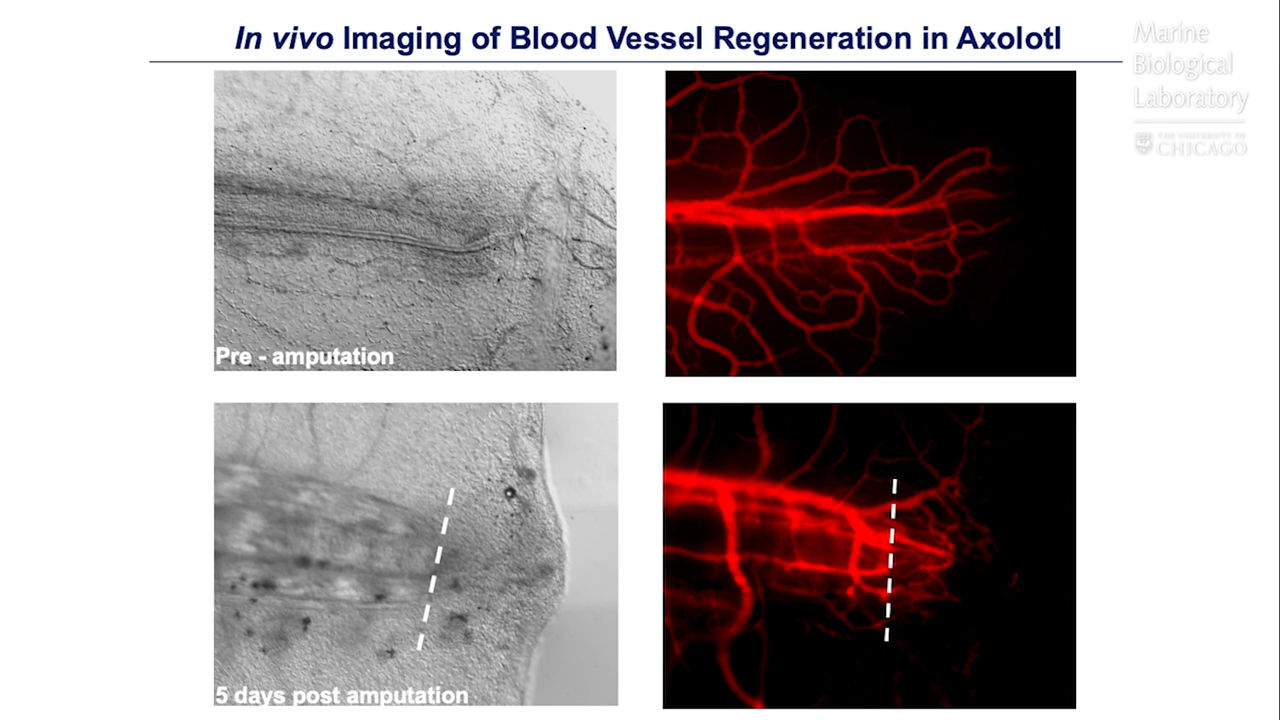 In vivo Imaging of Blood Vessel Regeneration in Axolotl
Marine
Biological
Laboratory
THE UNIVERSITY OF
CHICAGO
Pre - amputation
5 days post amputation